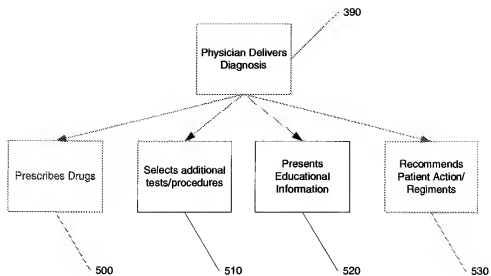 390
Physician Delivers
Diagnosis
Prescribes Drugs
Selects additional
tests/procedures
Presents
Educational
Information
Recommends
Patient Action/
Regiments
500
510
520
530